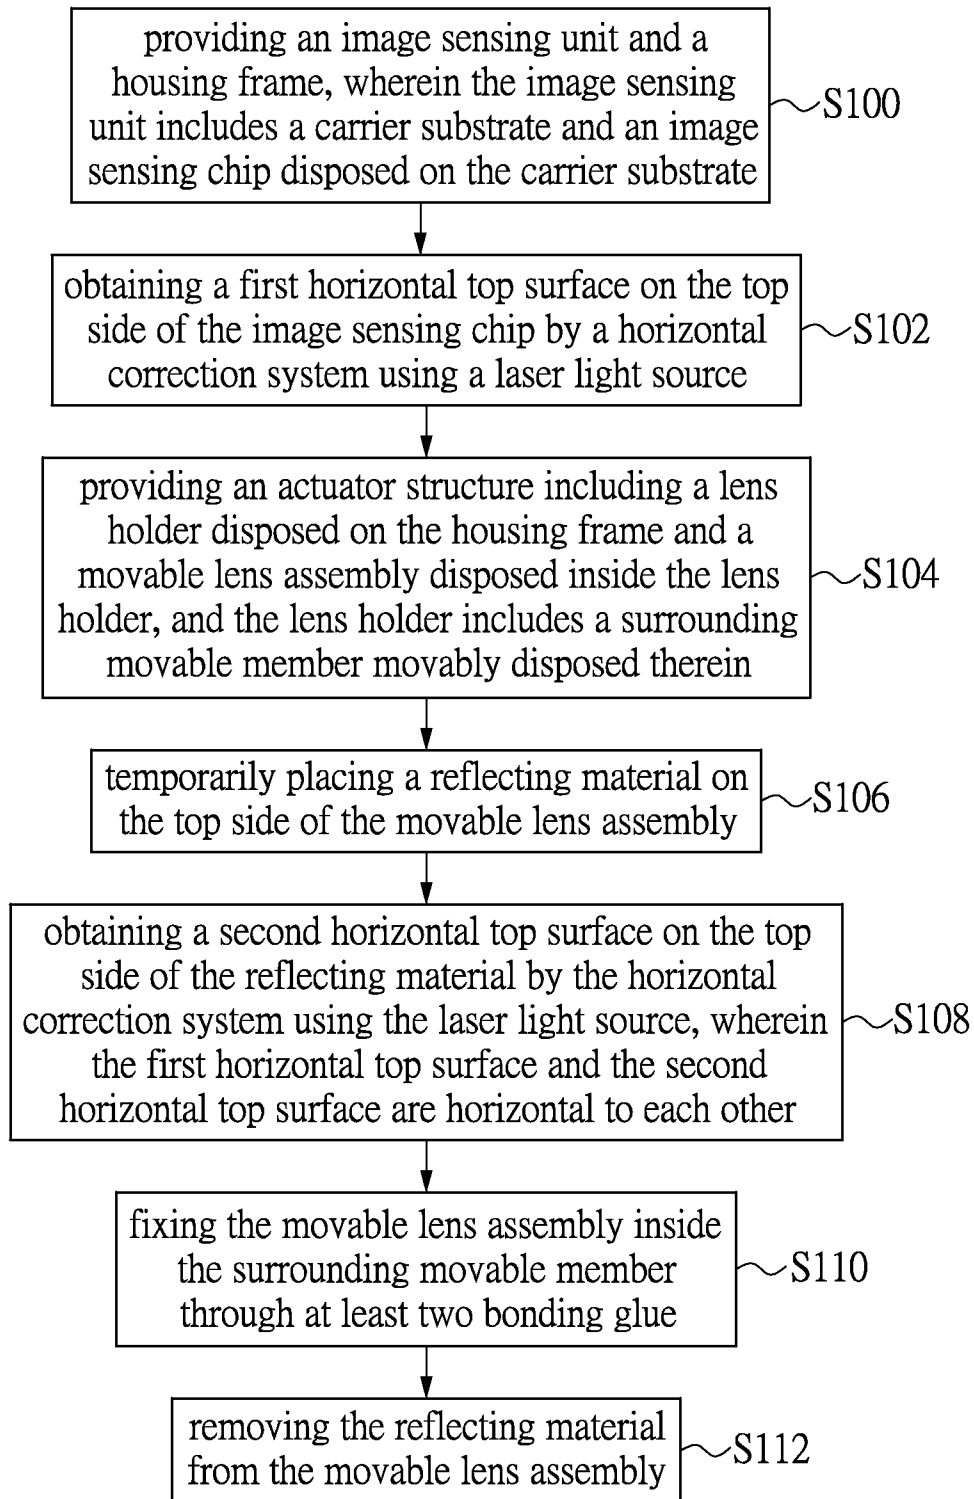 providing an image sensing unit and a
housing frame, wherein the image sensing
unit includes a carrier substrate and an image
sensing chip disposed on the carrier substrate
S100
obtaining a first horizontal top surface on the top
side of the image sensing chip by a horizontal
correction system using a laser light source
S102
providing an actuator structure including a lens
holder disposed on the housing frame and a
movable lens assembly disposed inside the lens
holder, and the lens holder includes a surrounding
movable member movably disposed therein
S104
temporarily placing a reflecting material on
the top side of the movable lens assembly
S106
obtaining a second horizontal top surface on the top
side of the reflecting material by the horizontal
correction system using the laser light source, wherein
the first horizontal top surface and the second
horizontal top surface are horizontal to each other
S108
fixing the movable lens assembly inside
the surrounding movable member
through at least two bonding glue
S110
removing the reflecting material
from the movable lens assembly
S112